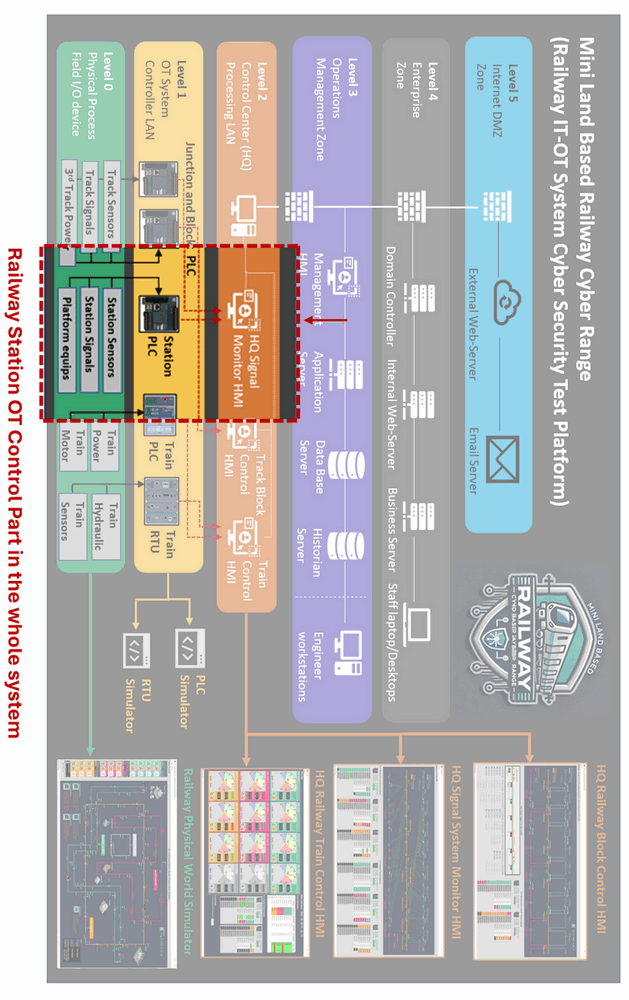 Mini Land Based Railway Cyber Range
(Railway IT-OT System Cyber Security Test Platform)
MINI LAND BASED
RAILWAY
Level 5
Internet DMZ
Zone
External Web-Server
Email Server
Level 4
Enterprise
Zone
Domain Controller
Internal Web-Server
Business Server
Staff laptop/Desktops
Level 3
Operations
Management Zone
Management
HMI
Application
Server
Data Base
Server
Historian
Server
Engineer
workstations
Level 2
Control Center (HQ)
Processing LAN
HQ Signal
Monitor HMI
Track Block
Control
HMI
Train
Control
HMI
Level 1
OT System
Controller LAN
Junction and Block
PLC
Station
PLC
Train
PLC
Train
RTU
PLC
Simulator
RTU
Simulator
Level 0
Physical Process
Field I/O device
Track Sensors
Track Signals
3rd Track Power
Station Sensors
Station Signals
Platform equips
Train
Power
Train
Motor
Train
Hydraulic
Train
Sensors
HQ Railway Block Control HMI
HQ Signal System Monitor HMI
HQ Railway Train Control HMI
Railway Physical World Simulator
Railway Station OT Control Part in the whole system